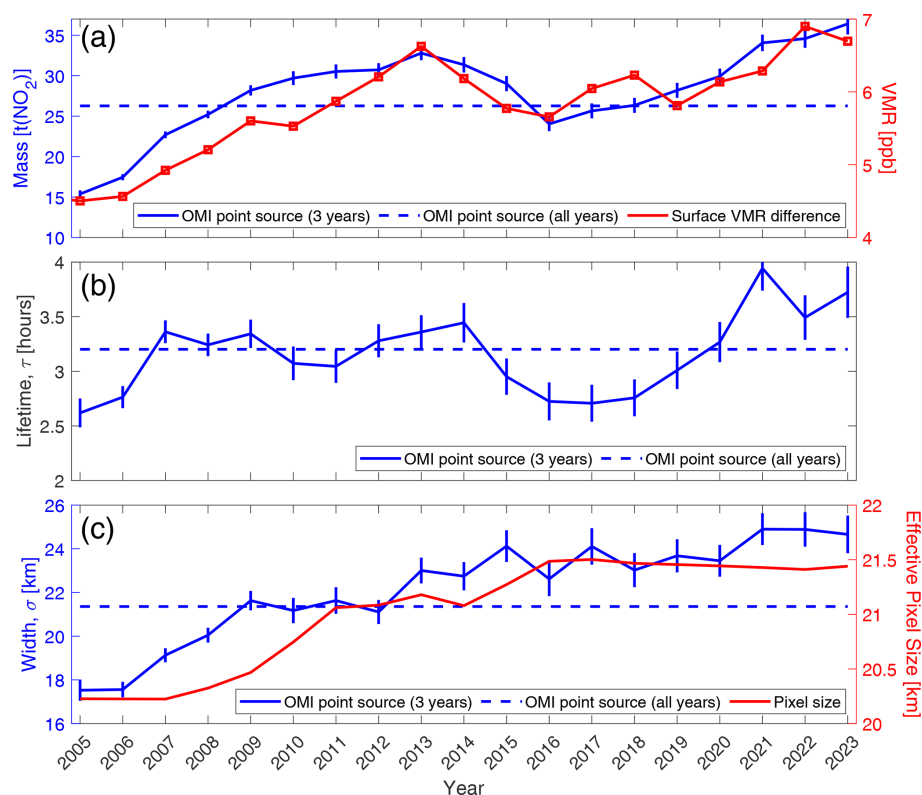 (a)
Mass [t(NO2)]
35
30
25
20
15
10
7
6
5
4
VMR [ppb]
OMI point source (3 years) OMI point source (all years) Surface VMR difference
(b)
Lifetime, τ [hours]
4
3.5
3
2.5
2
OMI point source (3 years) OMI point source (all years)
(c)
Width, σ [km]
26
24
22
20
18
16
22
21.5
21
20.5
20
Effective Pixel Size [km]
OMI point source (3 years) OMI point source (all years) Pixel size
2005 2006 2007 2008 2009 2010 2011 2012 2013 2014 2015 2016 2017 2018 2019 2020 2021 2022 2023
Year